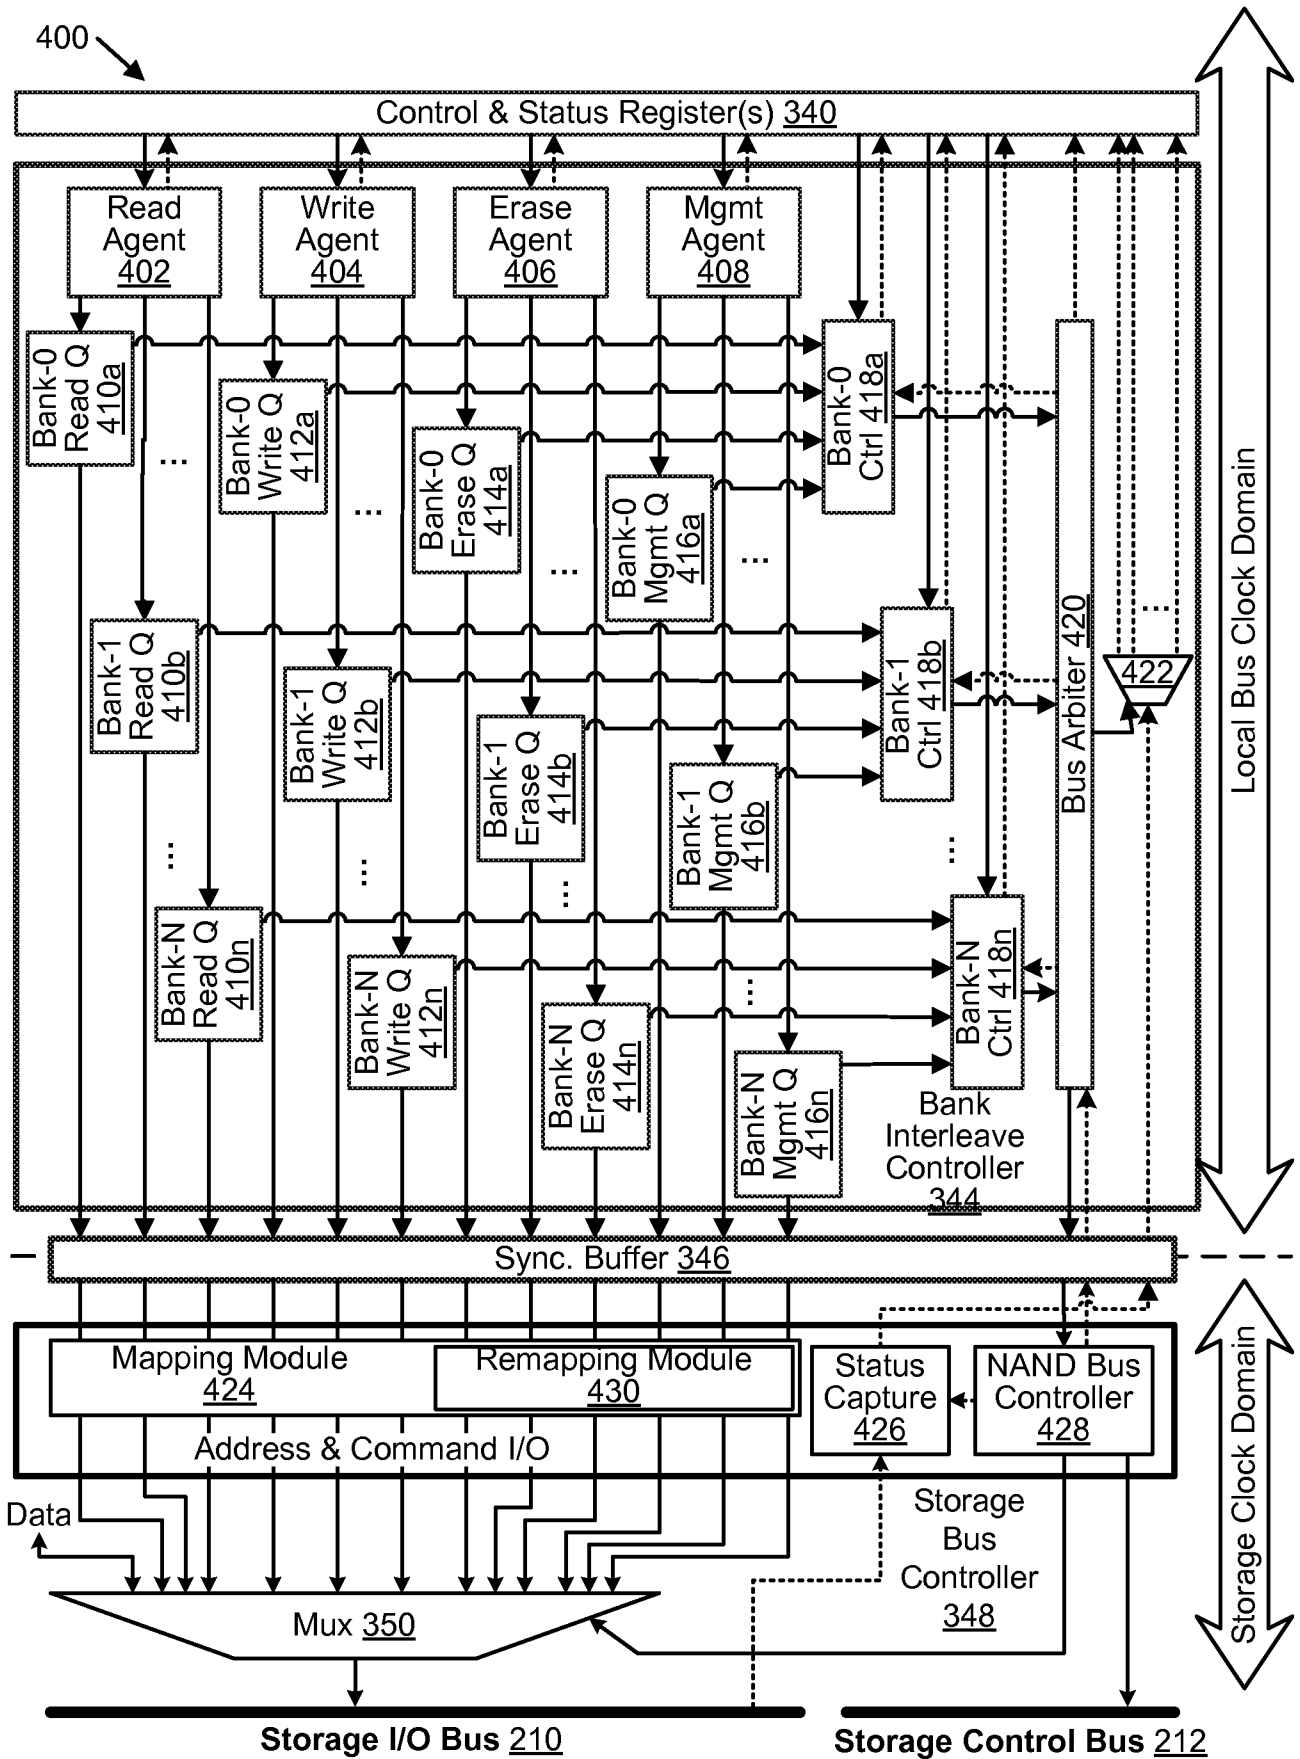 400
Control & Status Register(s) 340
Read
Agent
402
Write
Agent
404
Erase
Agent
406
Mgmt
Agent
408
Bank-0
Read Q
410a
Bank-0
Write Q
412a
Bank-0
Erase Q
414a
Bank-0
Mgmt Q
416a
Bank-0
Ctrl 418a
...
...
...
...
Bank-1
Read Q
410b
Bank-1
Write Q
412b
Bank-1
Erase Q
414b
Bank-1
Mgmt Q
416b
Bank-1
Ctrl 418b
Bus Arbiter 420
...
422
Local Bus Clock Domain
...
...
...
...
...
Bank-N
Read Q
410n
Bank-N
Write Q
412n
Bank-N
Erase Q
414n
Bank-N
Mgmt Q
416n
Bank-N
Ctrl 418n
Bank
Interleave
Controller
344
Sync. Buffer 346
Mapping Module
424
Remapping Module
430
Status
Capture
426
NAND Bus
Controller
428
Address & Command I/O
Storage Clock Domain
Data
Storage
Bus
Controller
348
Mux 350
Storage I/O Bus 210
Storage Control Bus 212